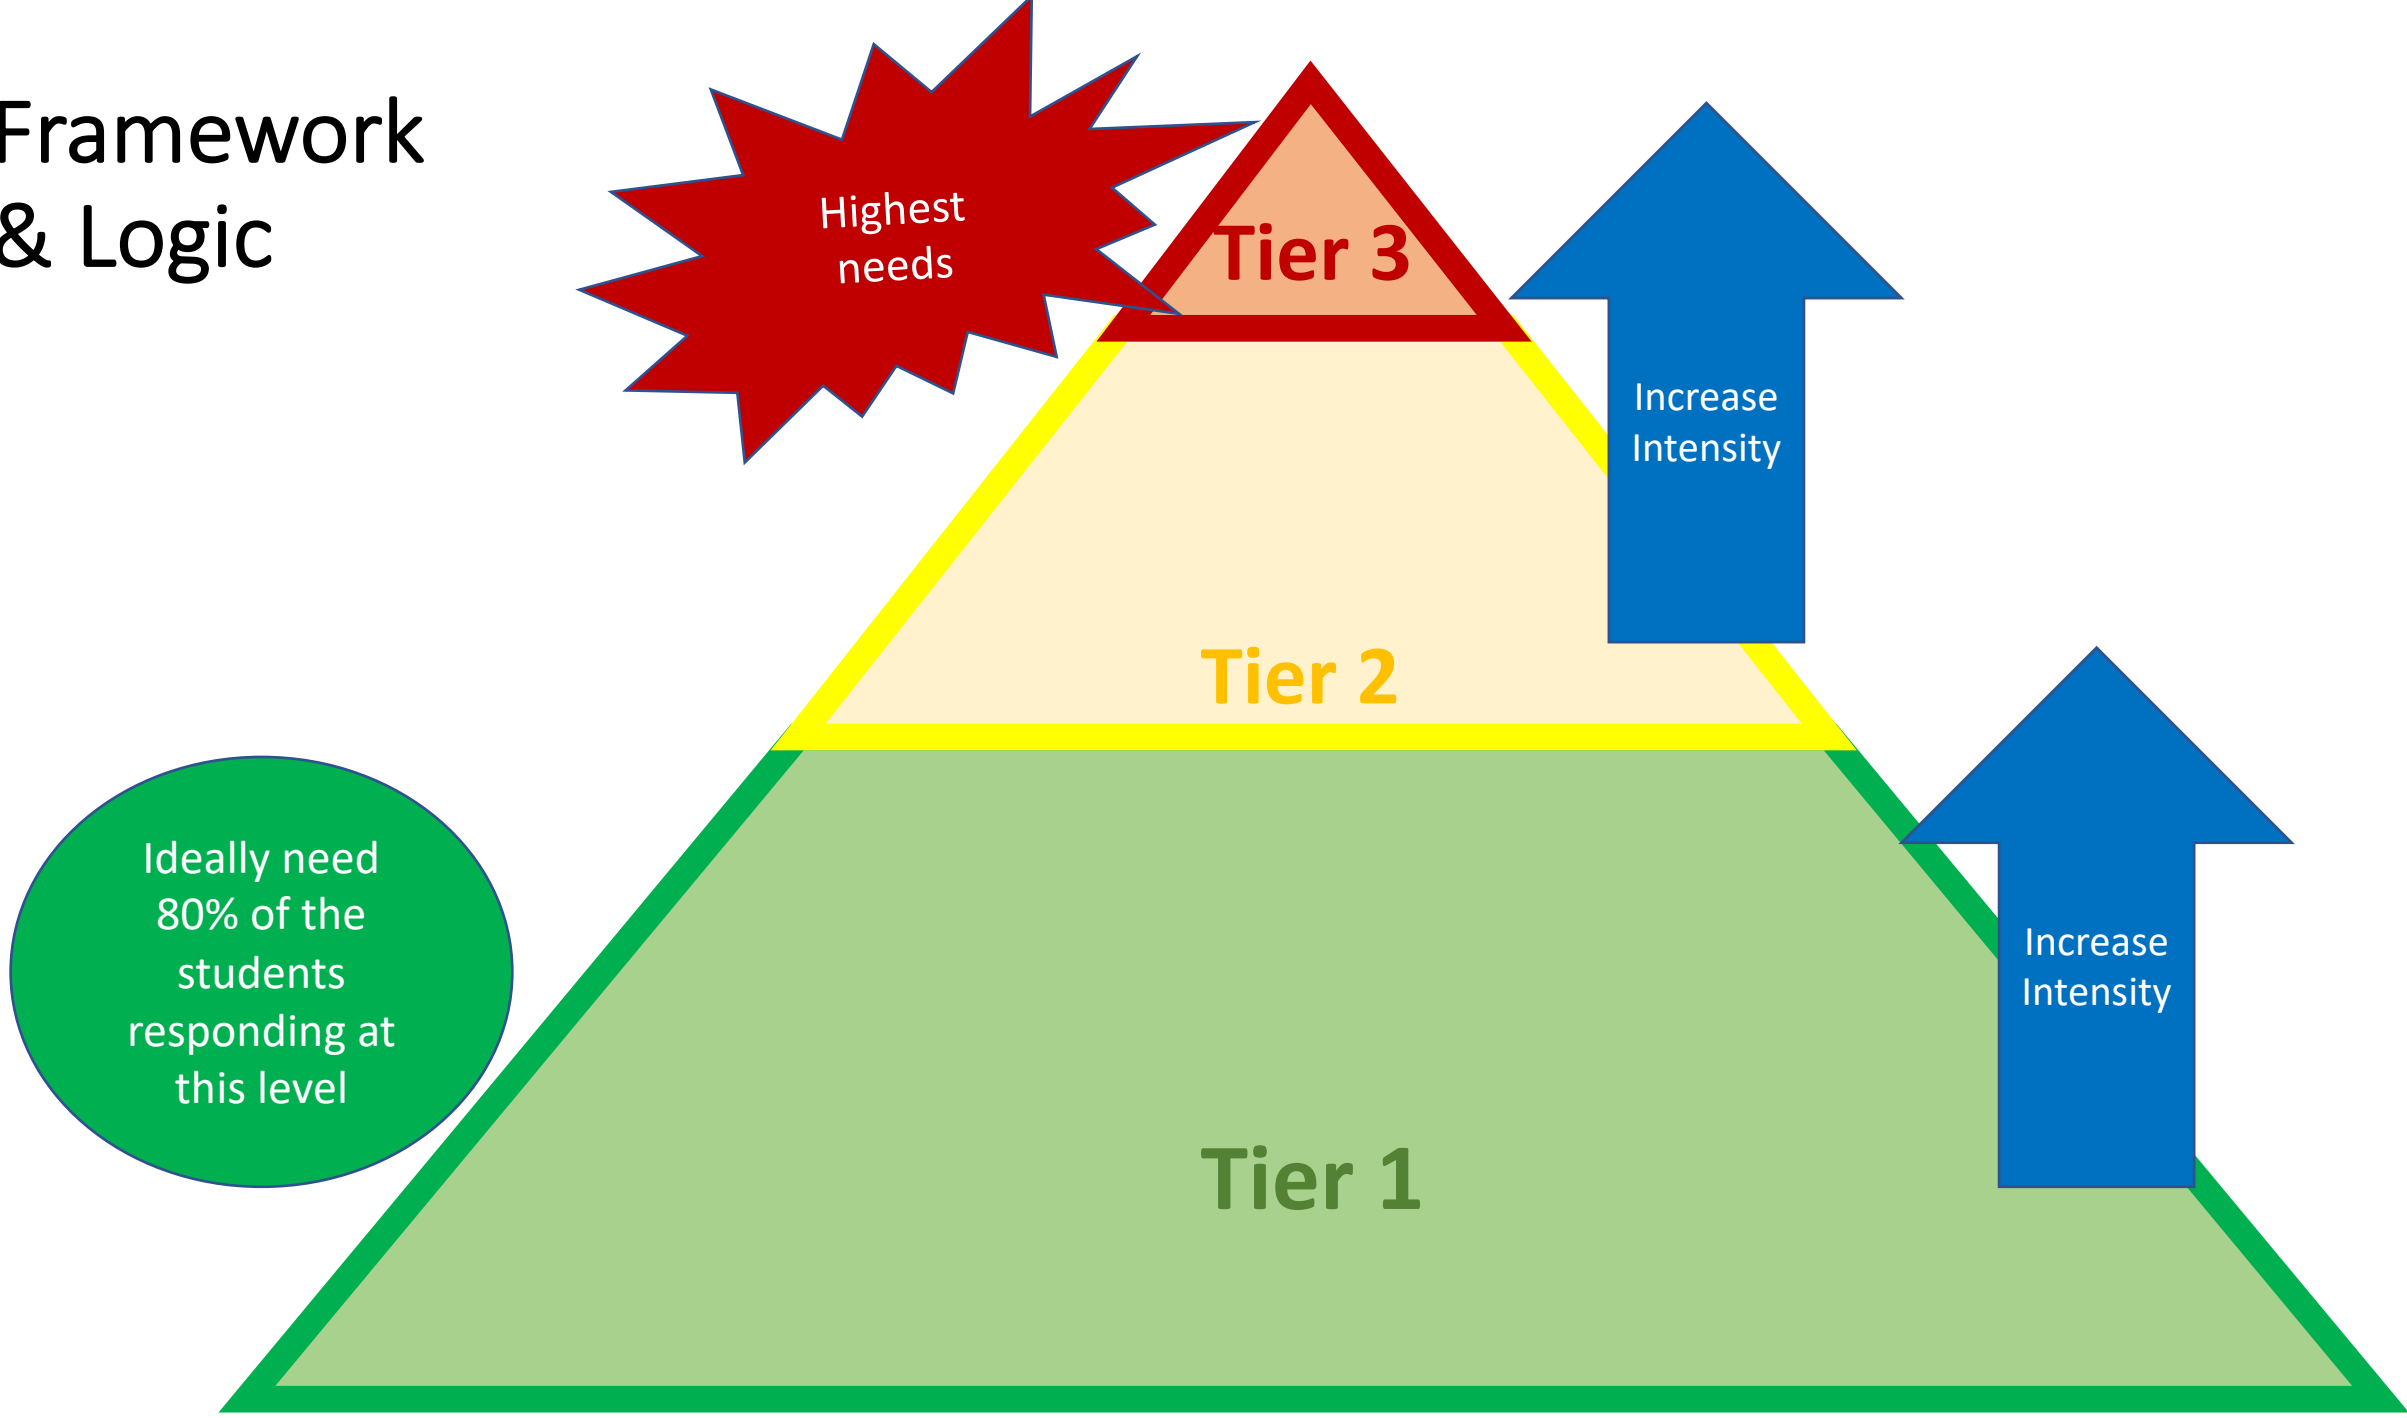 Framework
& Logic
Highest
needs
Tier 3
Increase
Intensity
Tier 2
Ideally need
80% of the
students
responding at
this level
Increase
Intensity
Tier 1